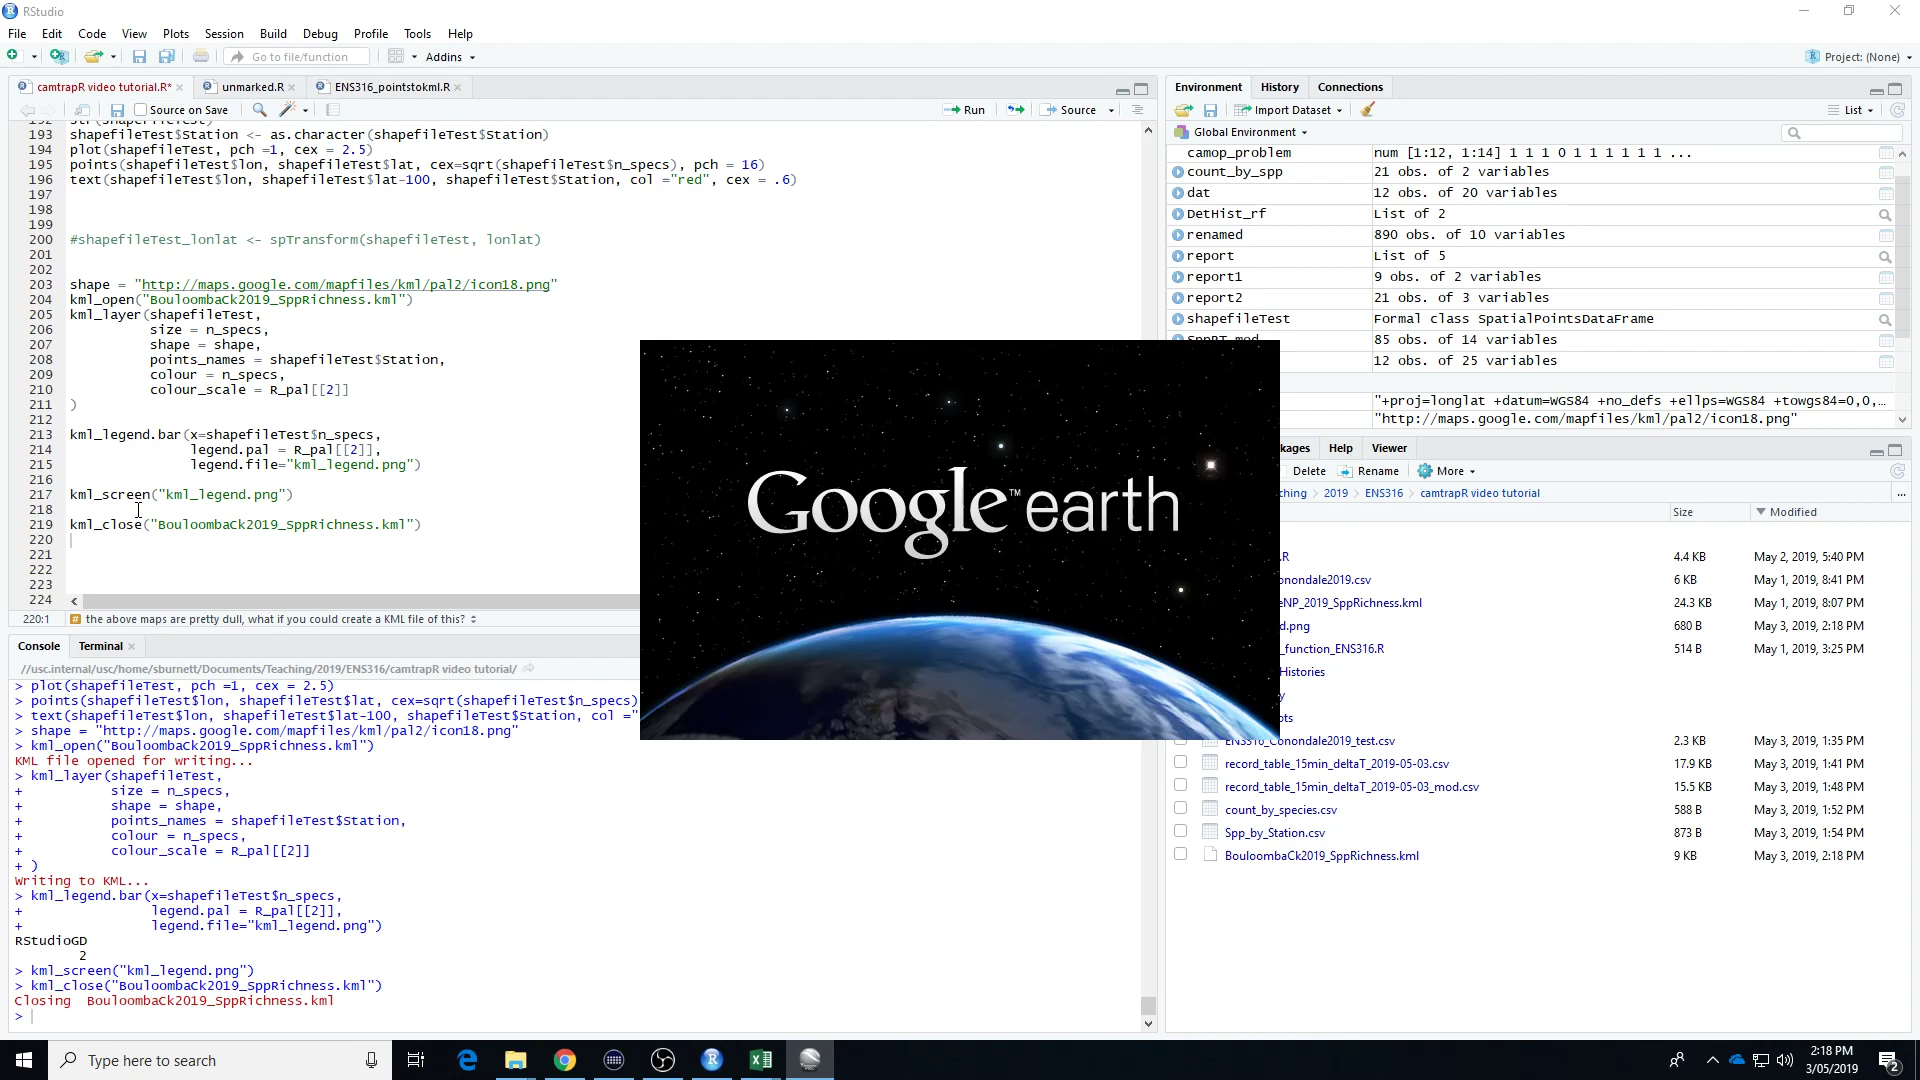 RStudio
File Edit Code View Plots Session Build Debug Profile Tools Help
Go to file/function Addins Project: (None)
camtrapR video tutorial.R* unmarked.R ENS316_pointstokml.R
Source on Save Run Source
193 shapefileTest$Station <- as.character(shapefileTest$Station)
194 plot(shapefileTest, pch =1, cex = 2.5)
195 points(shapefileTest$lon, shapefileTest$lat, cex=sqrt(shapefileTest$n_specs), pch = 16)
196 text(shapefileTest$lon, shapefileTest$lat-100, shapefileTest$Station, col ="red", cex = .6)
197
198
199
200 #shapefileTest_lonlat <- spTransform(shapefileTest, lonlat)
201
202
203 shape = "http://maps.google.com/mapfiles/kml/pal2/icon18.png"
204 kml_open("BouloombaCk2019_SppRichness.kml")
205 kml_layer(shapefileTest,
206 size = n_specs,
207 shape = shape,
208 points_names = shapefileTest$Station,
209 colour = n_specs,
210 colour_scale = R_pal[[2]]
211 )
212
213 kml_legend.bar(x=shapefileTest$n_specs,
214 legend.pal = R_pal[[2]],
215 legend.file="kml_legend.png")
216
217 kml_screen("kml_legend.png")
218
219 kml_close("BouloombaCk2019_SppRichness.kml")
220
221
222
223
224
220:1 # the above maps are pretty dull, what if you could create a KML file of this?
Console Terminal
//usc.internal/usc/home/sburnett/Documents/Teaching/2019/ENS316/camtrapR video tutorial/
> plot(shapefileTest, pch =1, cex = 2.5)
> points(shapefileTest$lon, shapefileTest$lat, cex=sqrt(shapefileTest$n_specs)
> text(shapefileTest$lon, shapefileTest$lat-100, shapefileTest$Station, col ="
> shape = "http://maps.google.com/mapfiles/kml/pal2/icon18.png"
> kml_open("BouloombaCk2019_SppRichness.kml")
KML file opened for writing...
> kml_layer(shapefileTest,
+ size = n_specs,
+ shape = shape,
+ points_names = shapefileTest$Station,
+ colour = n_specs,
+ colour_scale = R_pal[[2]]
+ )
Writing to KML...
> kml_legend.bar(x=shapefileTest$n_specs,
+ legend.pal = R_pal[[2]],
+ legend.file="kml_legend.png")
RStudioGD
2
> kml_screen("kml_legend.png")
> kml_close("BouloombaCk2019_SppRichness.kml")
Closing BouloombaCk2019_SppRichness.kml
>
Google™ earth
Environment History Connections
Import Dataset List
Global Environment
camop_problem num [1:12, 1:14] 1 1 1 0 1 1 1 1 1 1 ...
count_by_spp 21 obs. of 2 variables
dat 12 obs. of 20 variables
DetHist_rf List of 2
renamed 890 obs. of 10 variables
report List of 5
report1 9 obs. of 2 variables
report2 21 obs. of 3 variables
shapefileTest Formal class SpatialPointsDataFrame
85 obs. of 14 variables
12 obs. of 25 variables
"+proj=longlat +datum=WGS84 +no_defs +ellps=WGS84 +towgs84=0,0,…
"http://maps.google.com/mapfiles/kml/pal2/icon18.png"
kages Help Viewer
Delete Rename More
ching 2019 ENS316 camtrapR video tutorial ...
Size Modified
.R 4.4 KB May 2, 2019, 5:40 PM
onondale2019.csv 6 KB May 1, 2019, 8:41 PM
eNP_2019_SppRichness.kml 24.3 KB May 1, 2019, 8:07 PM
d.png 680 B May 3, 2019, 2:18 PM
_function_ENS316.R 514 B May 1, 2019, 3:25 PM
Histories
y
ots
ENS316_Conondale2019_test.csv 2.3 KB May 3, 2019, 1:35 PM
record_table_15min_deltaT_2019-05-03.csv 17.9 KB May 3, 2019, 1:41 PM
record_table_15min_deltaT_2019-05-03_mod.csv 15.5 KB May 3, 2019, 1:48 PM
count_by_species.csv 588 B May 3, 2019, 1:52 PM
Spp_by_Station.csv 873 B May 3, 2019, 1:54 PM
BouloombaCk2019_SppRichness.kml 9 KB May 3, 2019, 2:18 PM
Type here to search
2:18 PM
3/05/2019
2